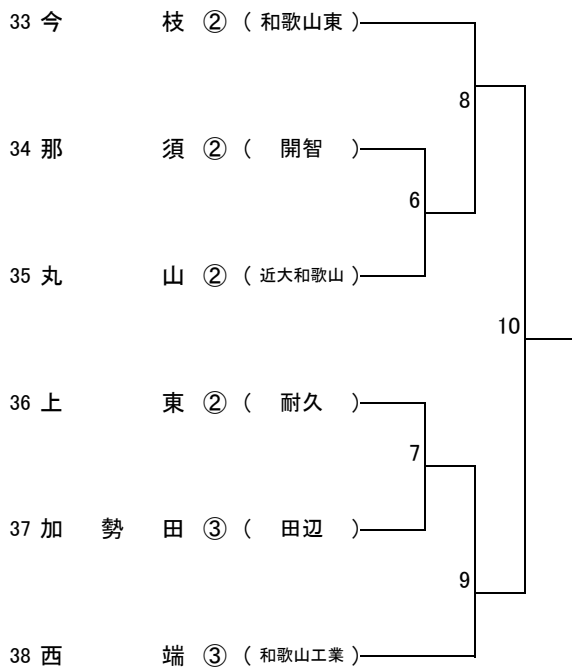 33 今枝 ② (和歌山東)
8
34 那須 ② (開智)
6
35 丸山 ② (近大和歌山)
10
36 上東 ② (耐久)
7
37 加勢田 ③ (田辺)
9
38 西端 ③ (和歌山工業)